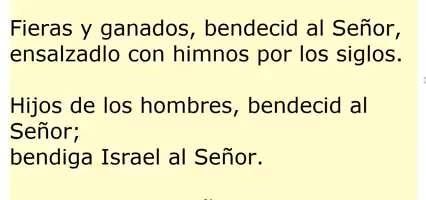 Fieras y ganados, bendecid al Señor,
ensalzadlo con himnos por los siglos.
Hijos de los hombres, bendecid al
Señor;
bendiga Israel al Señor.